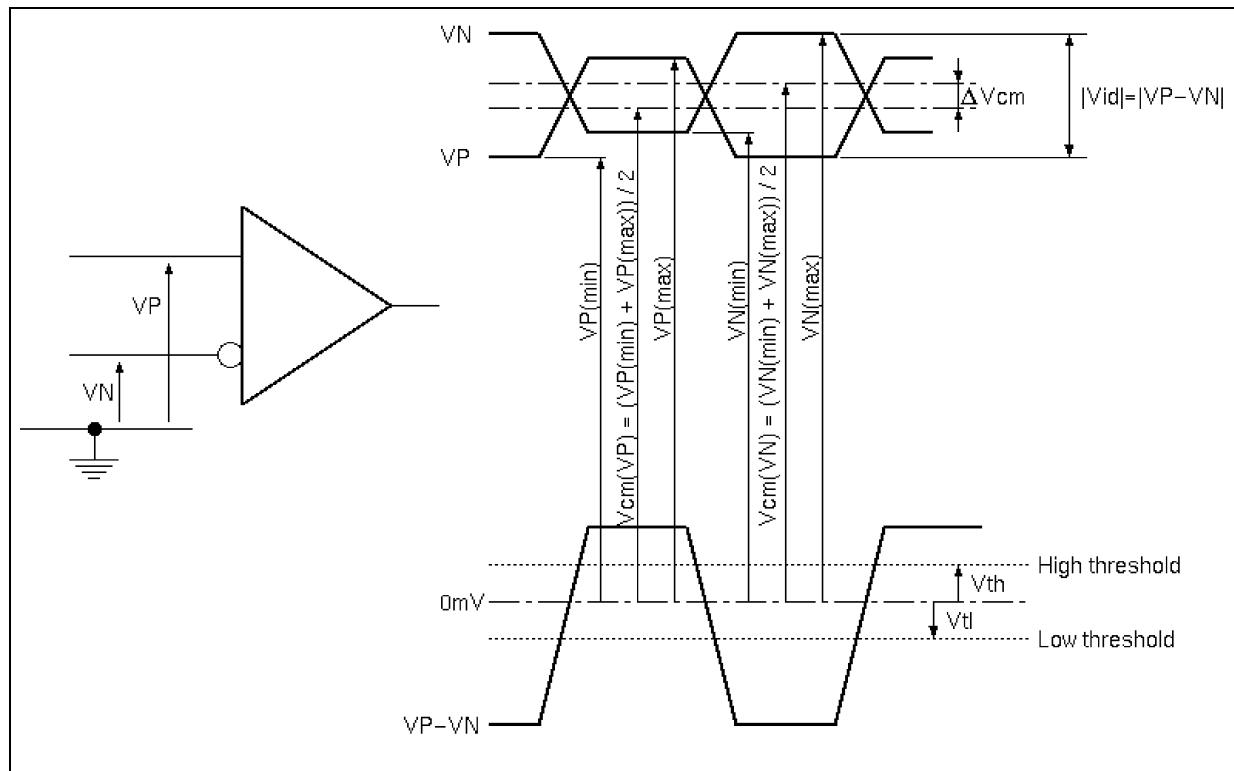 VN
ΔVcm
|Vid|=|VP−VN|
VP
VP(min)
Vcm(VP) = (VP(min) + VP(max)) / 2
VP(max)
VN(min)
Vcm(VN) = (VN(min) + VN(max)) / 2
VN(max)
VP
VN
High threshold
Vth
0mV
Vtl
Low threshold
VP−VN